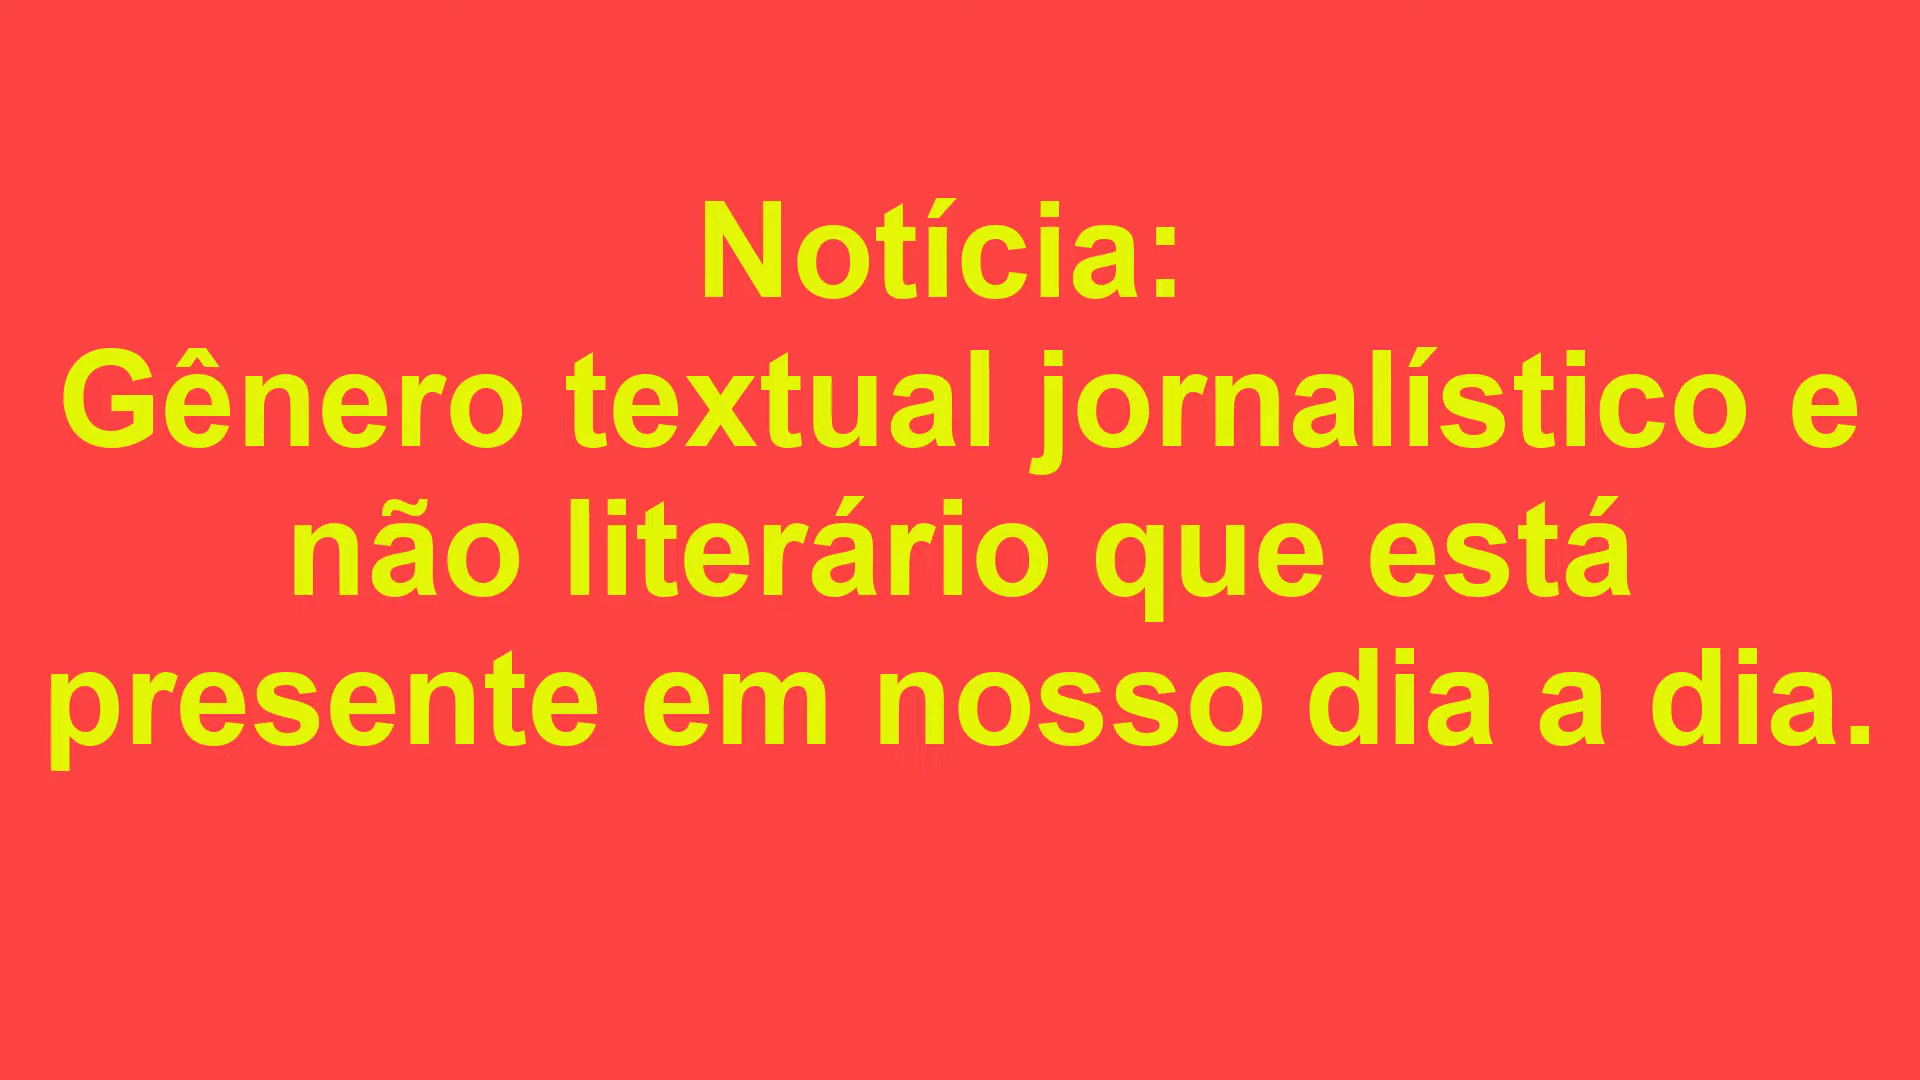 Notícia:
Gênero textual jornalístico e
não literário que está
presente em nosso dia a dia.